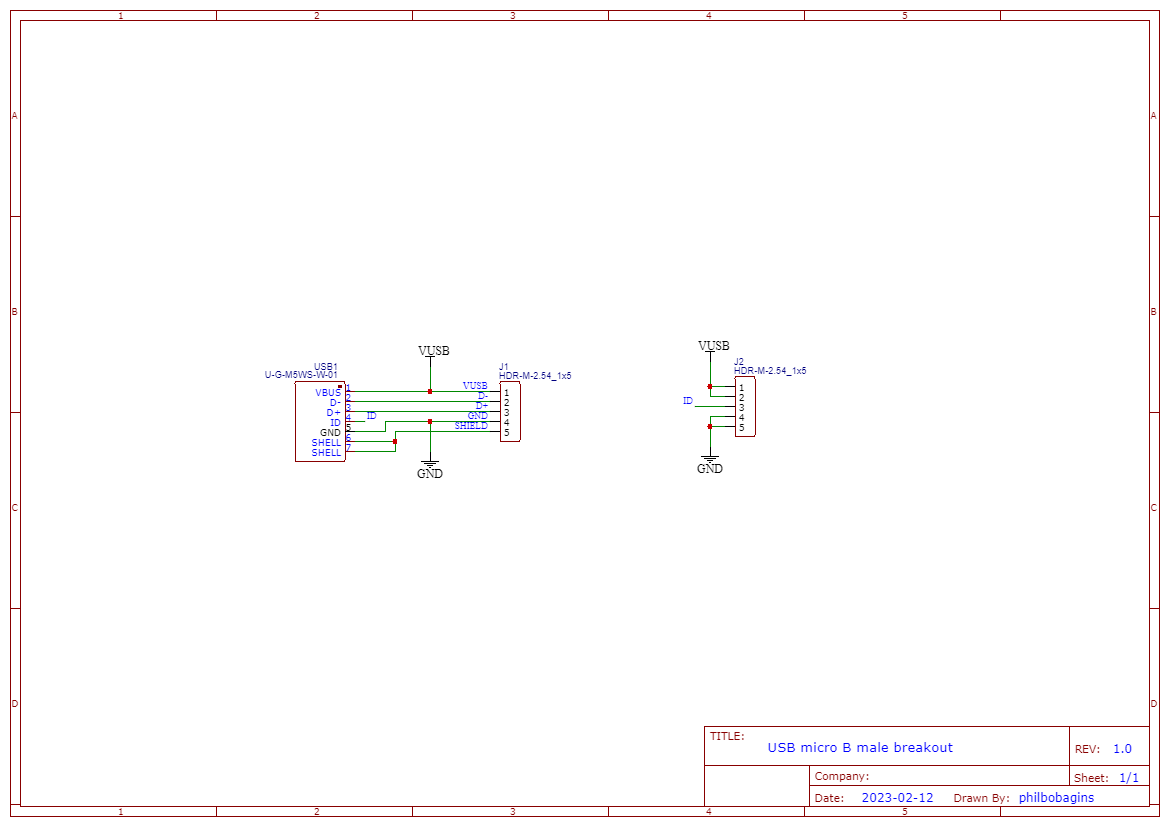 1 2 3 4 5
A A
B B
VUSB
USB1
U-G-M5WS-W-01
VBUS 1
D- 2
D+ 3
ID 4 ID
GND 5
SHELL 6
SHELL 7
J1
HDR-M-2.54_1x5
VUSB 1
D- 2
D+ 3
GND 4
SHIELD 5
GND
VUSB
J2
HDR-M-2.54_1x5
1
2
ID 3
4
5
GND
C C
D D
TITLE:
USB micro B male breakout
REV: 1.0
Company:
Sheet: 1/1
Date: 2023-02-12 Drawn By: philbobagins
1 2 3 4 5